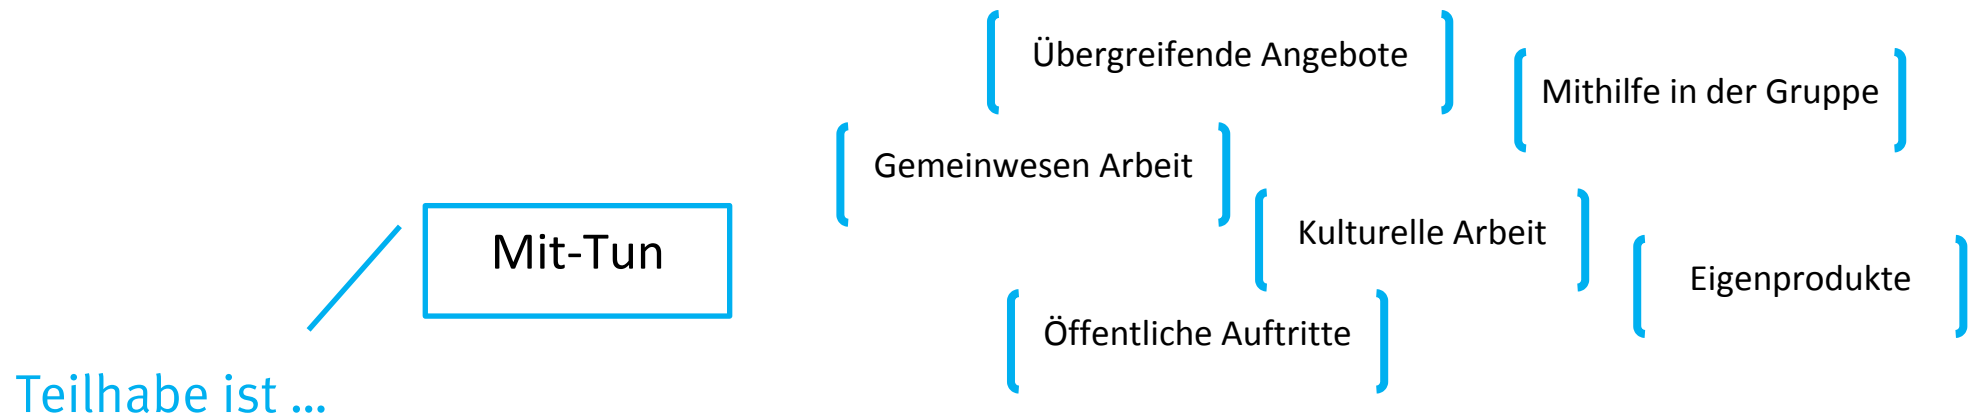 Übergreifende Angebote
Mithilfe in der Gruppe
Gemeinwesen Arbeit
Kulturelle Arbeit
Mit-Tun
Eigenprodukte
Öffentliche Auftritte
Teilhabe ist ...